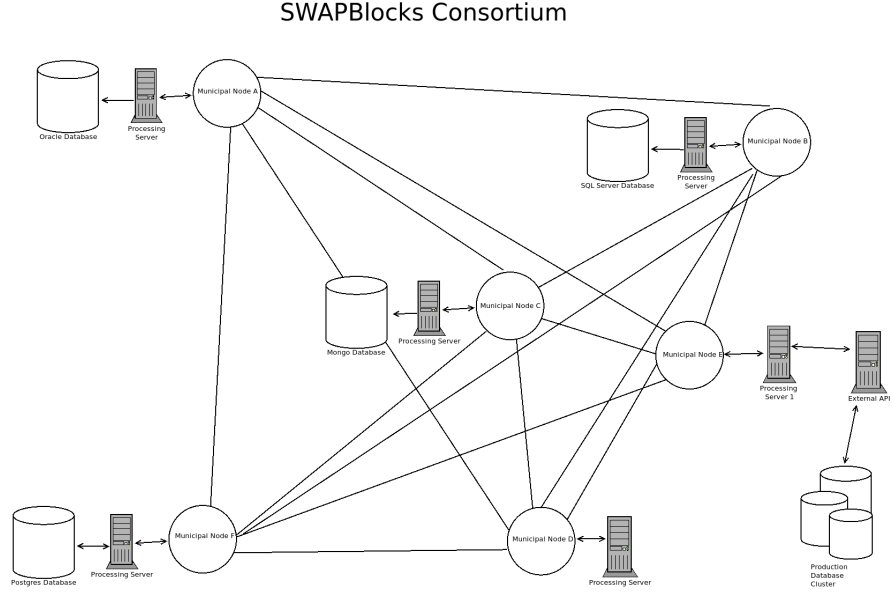 SWAPBlocks Consortium
Municipal Node A
Oracle Database
Processing
Server
Municipal Node B
SQL Server Database
Processing
Server
Municipal Node C
Mongo Database
Processing Server
Municipal Node E
Processing
Server 1
External API
Municipal Node F
Postgres Database
Processing Server
Municipal Node D
Processing Server
Production
Database
Cluster